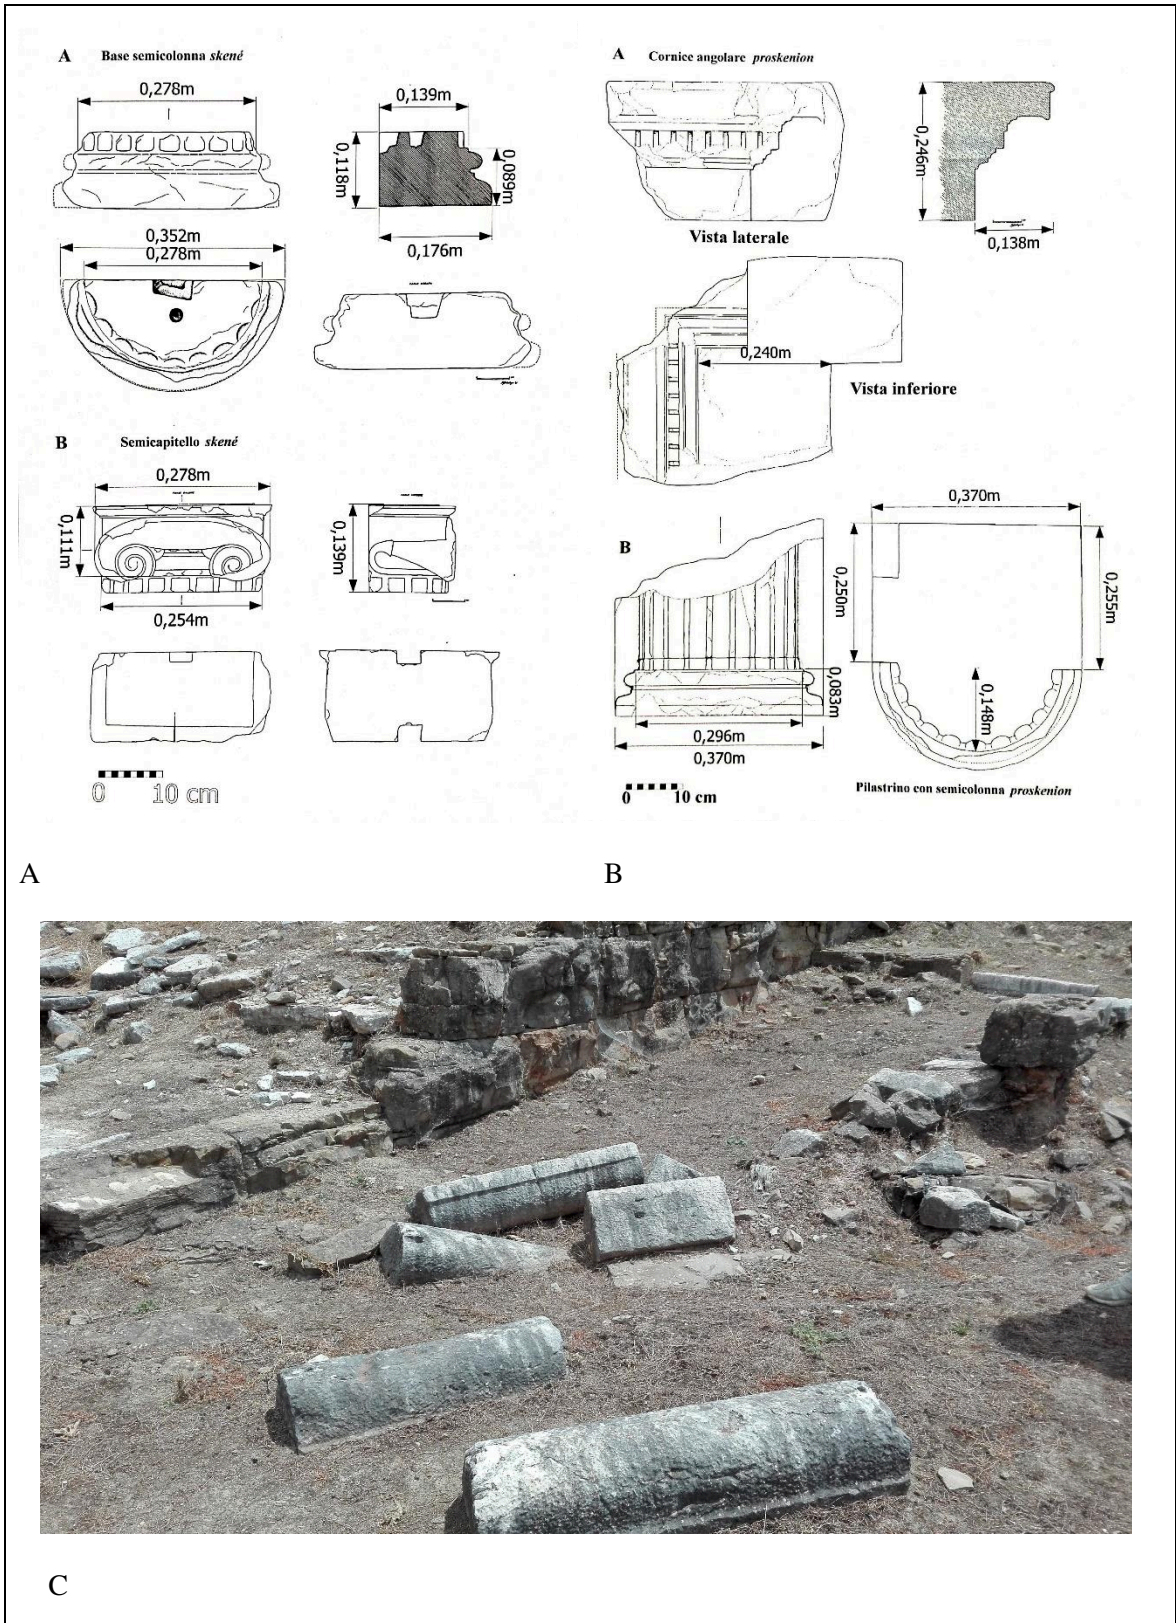 A Base semicolonna skené
0,278m
0,139m
0,118m
0,089m
0,176m
0,352m
0,278m
B Semicapitello skené
0,278m
0,111m
0,139m
0,254m
0 10 cm
A Cornice angolare proskenion
0,246m
0,138m
Vista laterale
0,240m
Vista inferiore
B
0,370m
0,250m
0,255m
0,148m
0,083m
0,296m
0,370m
0 10 cm
Pilastrino con semicolonna proskenion
A
B
C